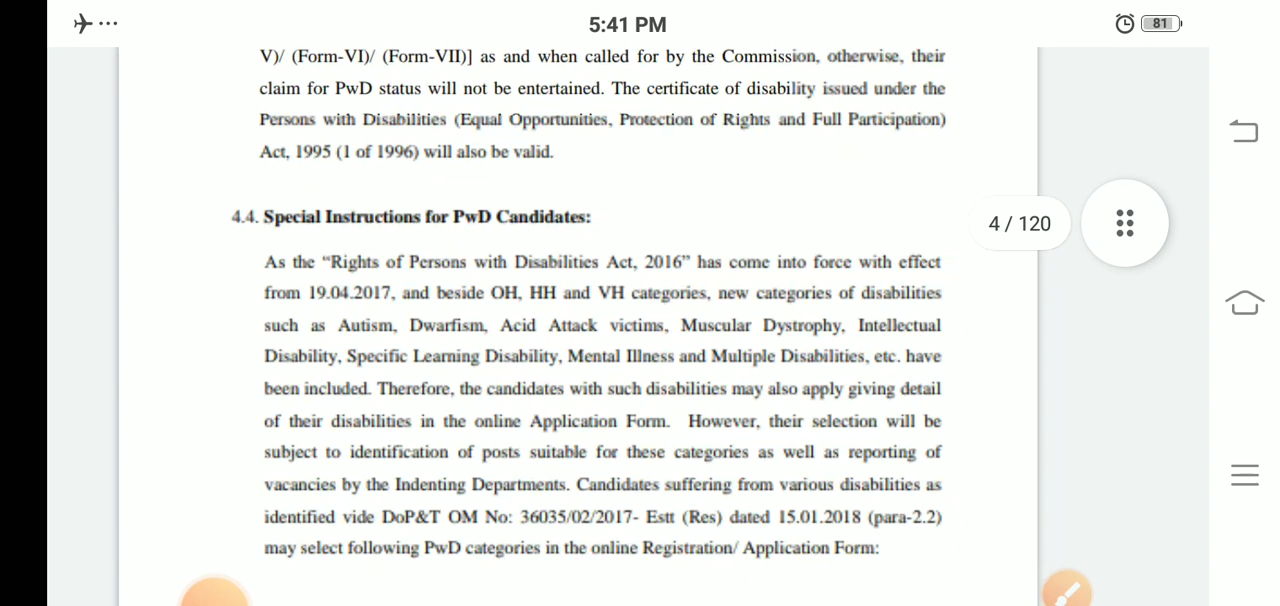 5:41 PM
81
V)/ (Form-VI)/ (Form-VII)] as and when called for by the Commission, otherwise, their
claim for PwD status will not be entertained. The certificate of disability issued under the
Persons with Disabilities (Equal Opportunities, Protection of Rights and Full Participation)
Act, 1995 (1 of 1996) will also be valid.
4.4. Special Instructions for PwD Candidates:
4 / 120
As the “Rights of Persons with Disabilities Act, 2016” has come into force with effect
from 19.04.2017, and beside OH, HH and VH categories, new categories of disabilities
such as Autism, Dwarfism, Acid Attack victims, Muscular Dystrophy, Intellectual
Disability, Specific Learning Disability, Mental Illness and Multiple Disabilities, etc. have
been included. Therefore, the candidates with such disabilities may also apply giving detail
of their disabilities in the online Application Form. However, their selection will be
subject to identification of posts suitable for these categories as well as reporting of
vacancies by the Indenting Departments. Candidates suffering from various disabilities as
identified vide DoP&T OM No: 36035/02/2017- Estt (Res) dated 15.01.2018 (para-2.2)
may select following PwD categories in the online Registration/ Application Form: